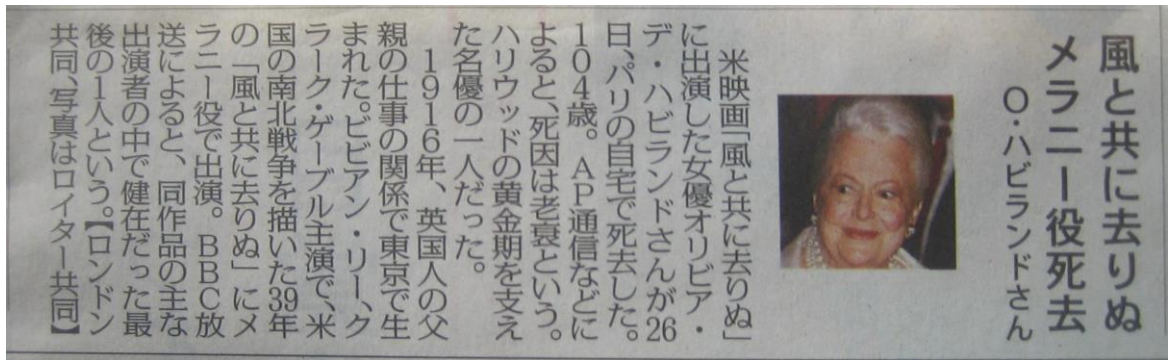 風と共に去りぬ
メラニー役死去
O・ハビランドさん
米映画「風と共に去りぬ」
に出演した女優オリビア・
デ・ハビランドさんが26
日、パリの自宅で死去した。
104歳。AP通信などに
よると、死因は老衰という。
ハリウッドの黄金期を支え
た名優の一人だった。
1916年、英国人の父
親の仕事の関係で東京で生
まれた。ビビアン・リー、ク
ラーク・ゲーブル主演で、米
国の南北戦争を描いた39年
の「風と共に去りぬ」にメ
ラニー役で出演。BBC放
送によると、同作品の主な
出演者の中で健在だった最
後の1人という。【ロンドン
共同、写真はロイター共同】